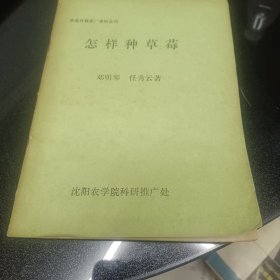 怎样种草莓
邓明琴 任秀云著
沈阳农学院科研推广处